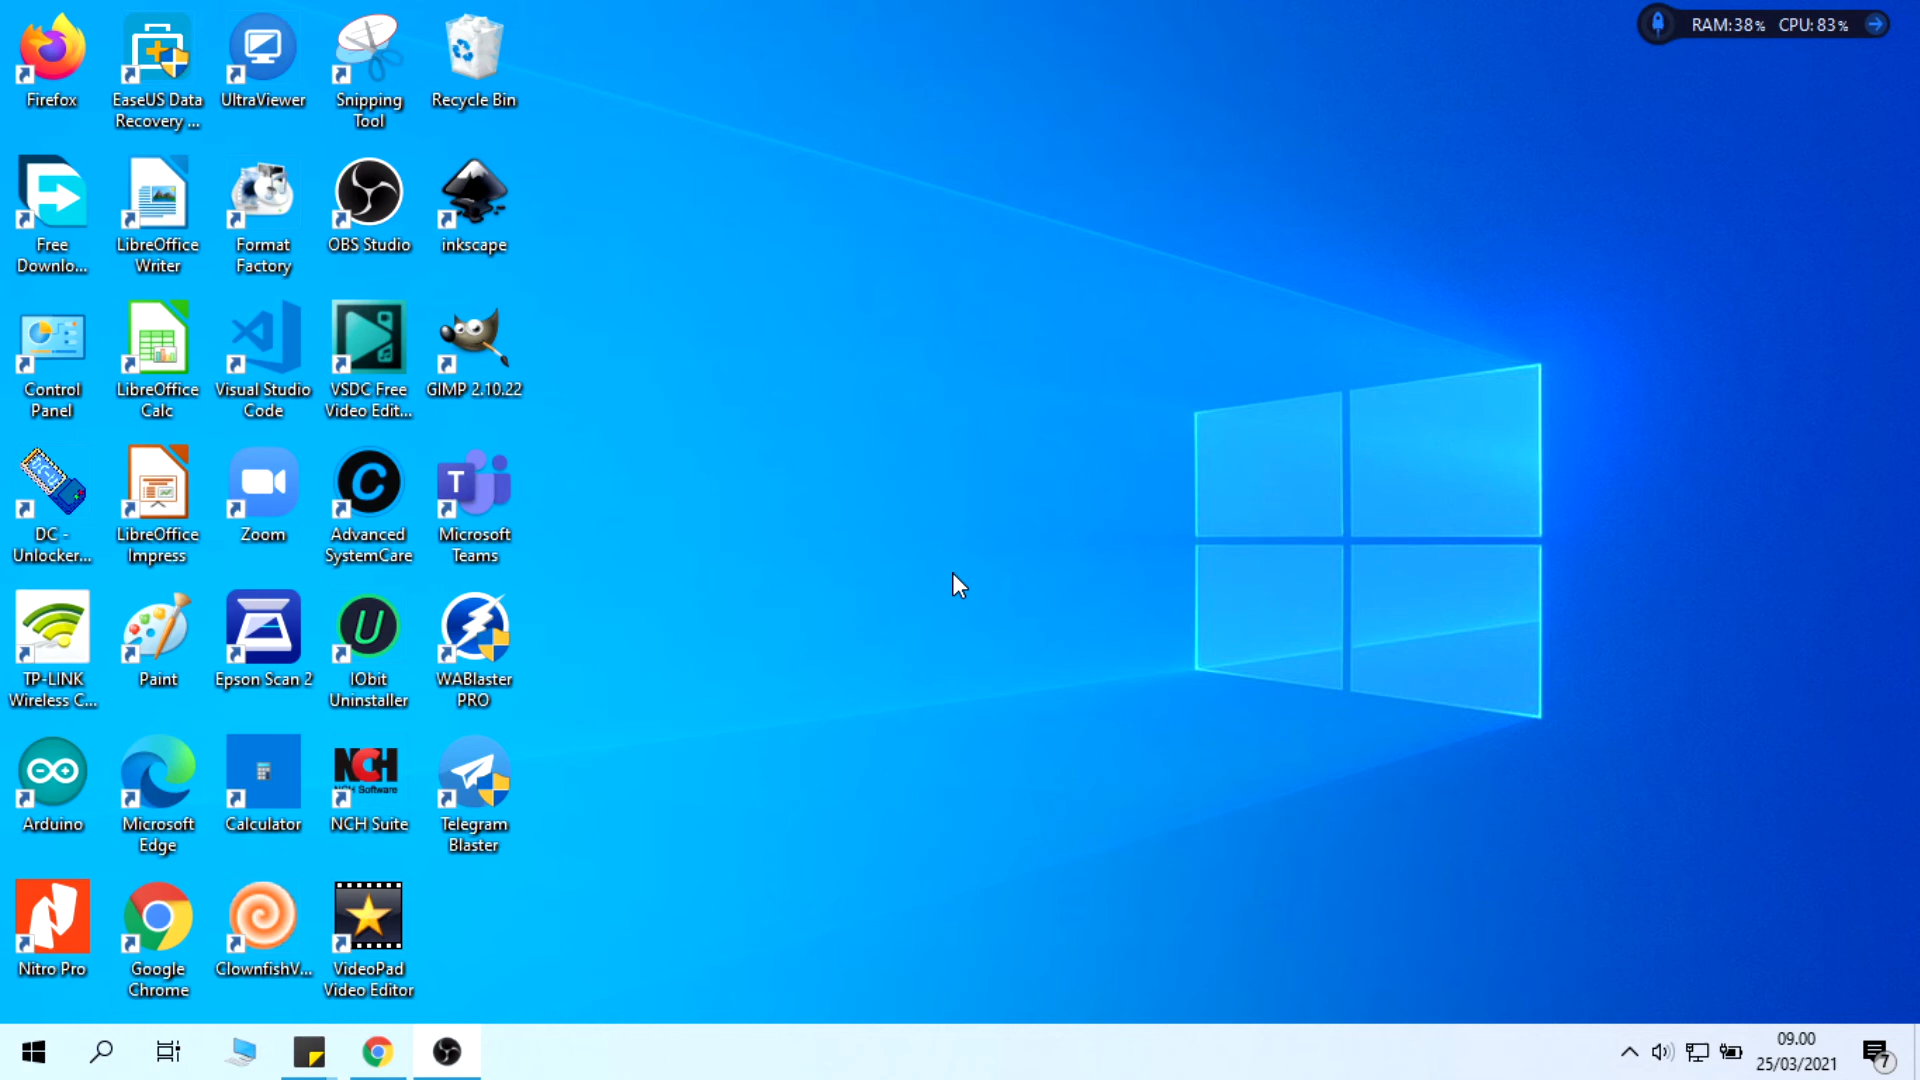 RAM:38% CPU:83%
Firefox
EaseUS Data
Recovery ...
UltraViewer
Snipping
Tool
Recycle Bin
Free
Downlo...
LibreOffice
Writer
Format
Factory
OBS Studio
inkscape
Control
Panel
LibreOffice
Calc
Visual Studio
Code
VSDC Free
Video Edit...
GIMP 2.10.22
DC -
Unlocker...
LibreOffice
Impress
Zoom
Advanced
SystemCare
Microsoft
Teams
TP-LINK
Wireless C...
Paint
Epson Scan 2
IObit
Uninstaller
WABlaster
PRO
Arduino
Microsoft
Edge
Calculator
NCH
NCH Software
NCH Suite
Telegram
Blaster
Nitro Pro
Google
Chrome
ClownfishV...
VideoPad
Video Editor
09.00
25/03/2021
7